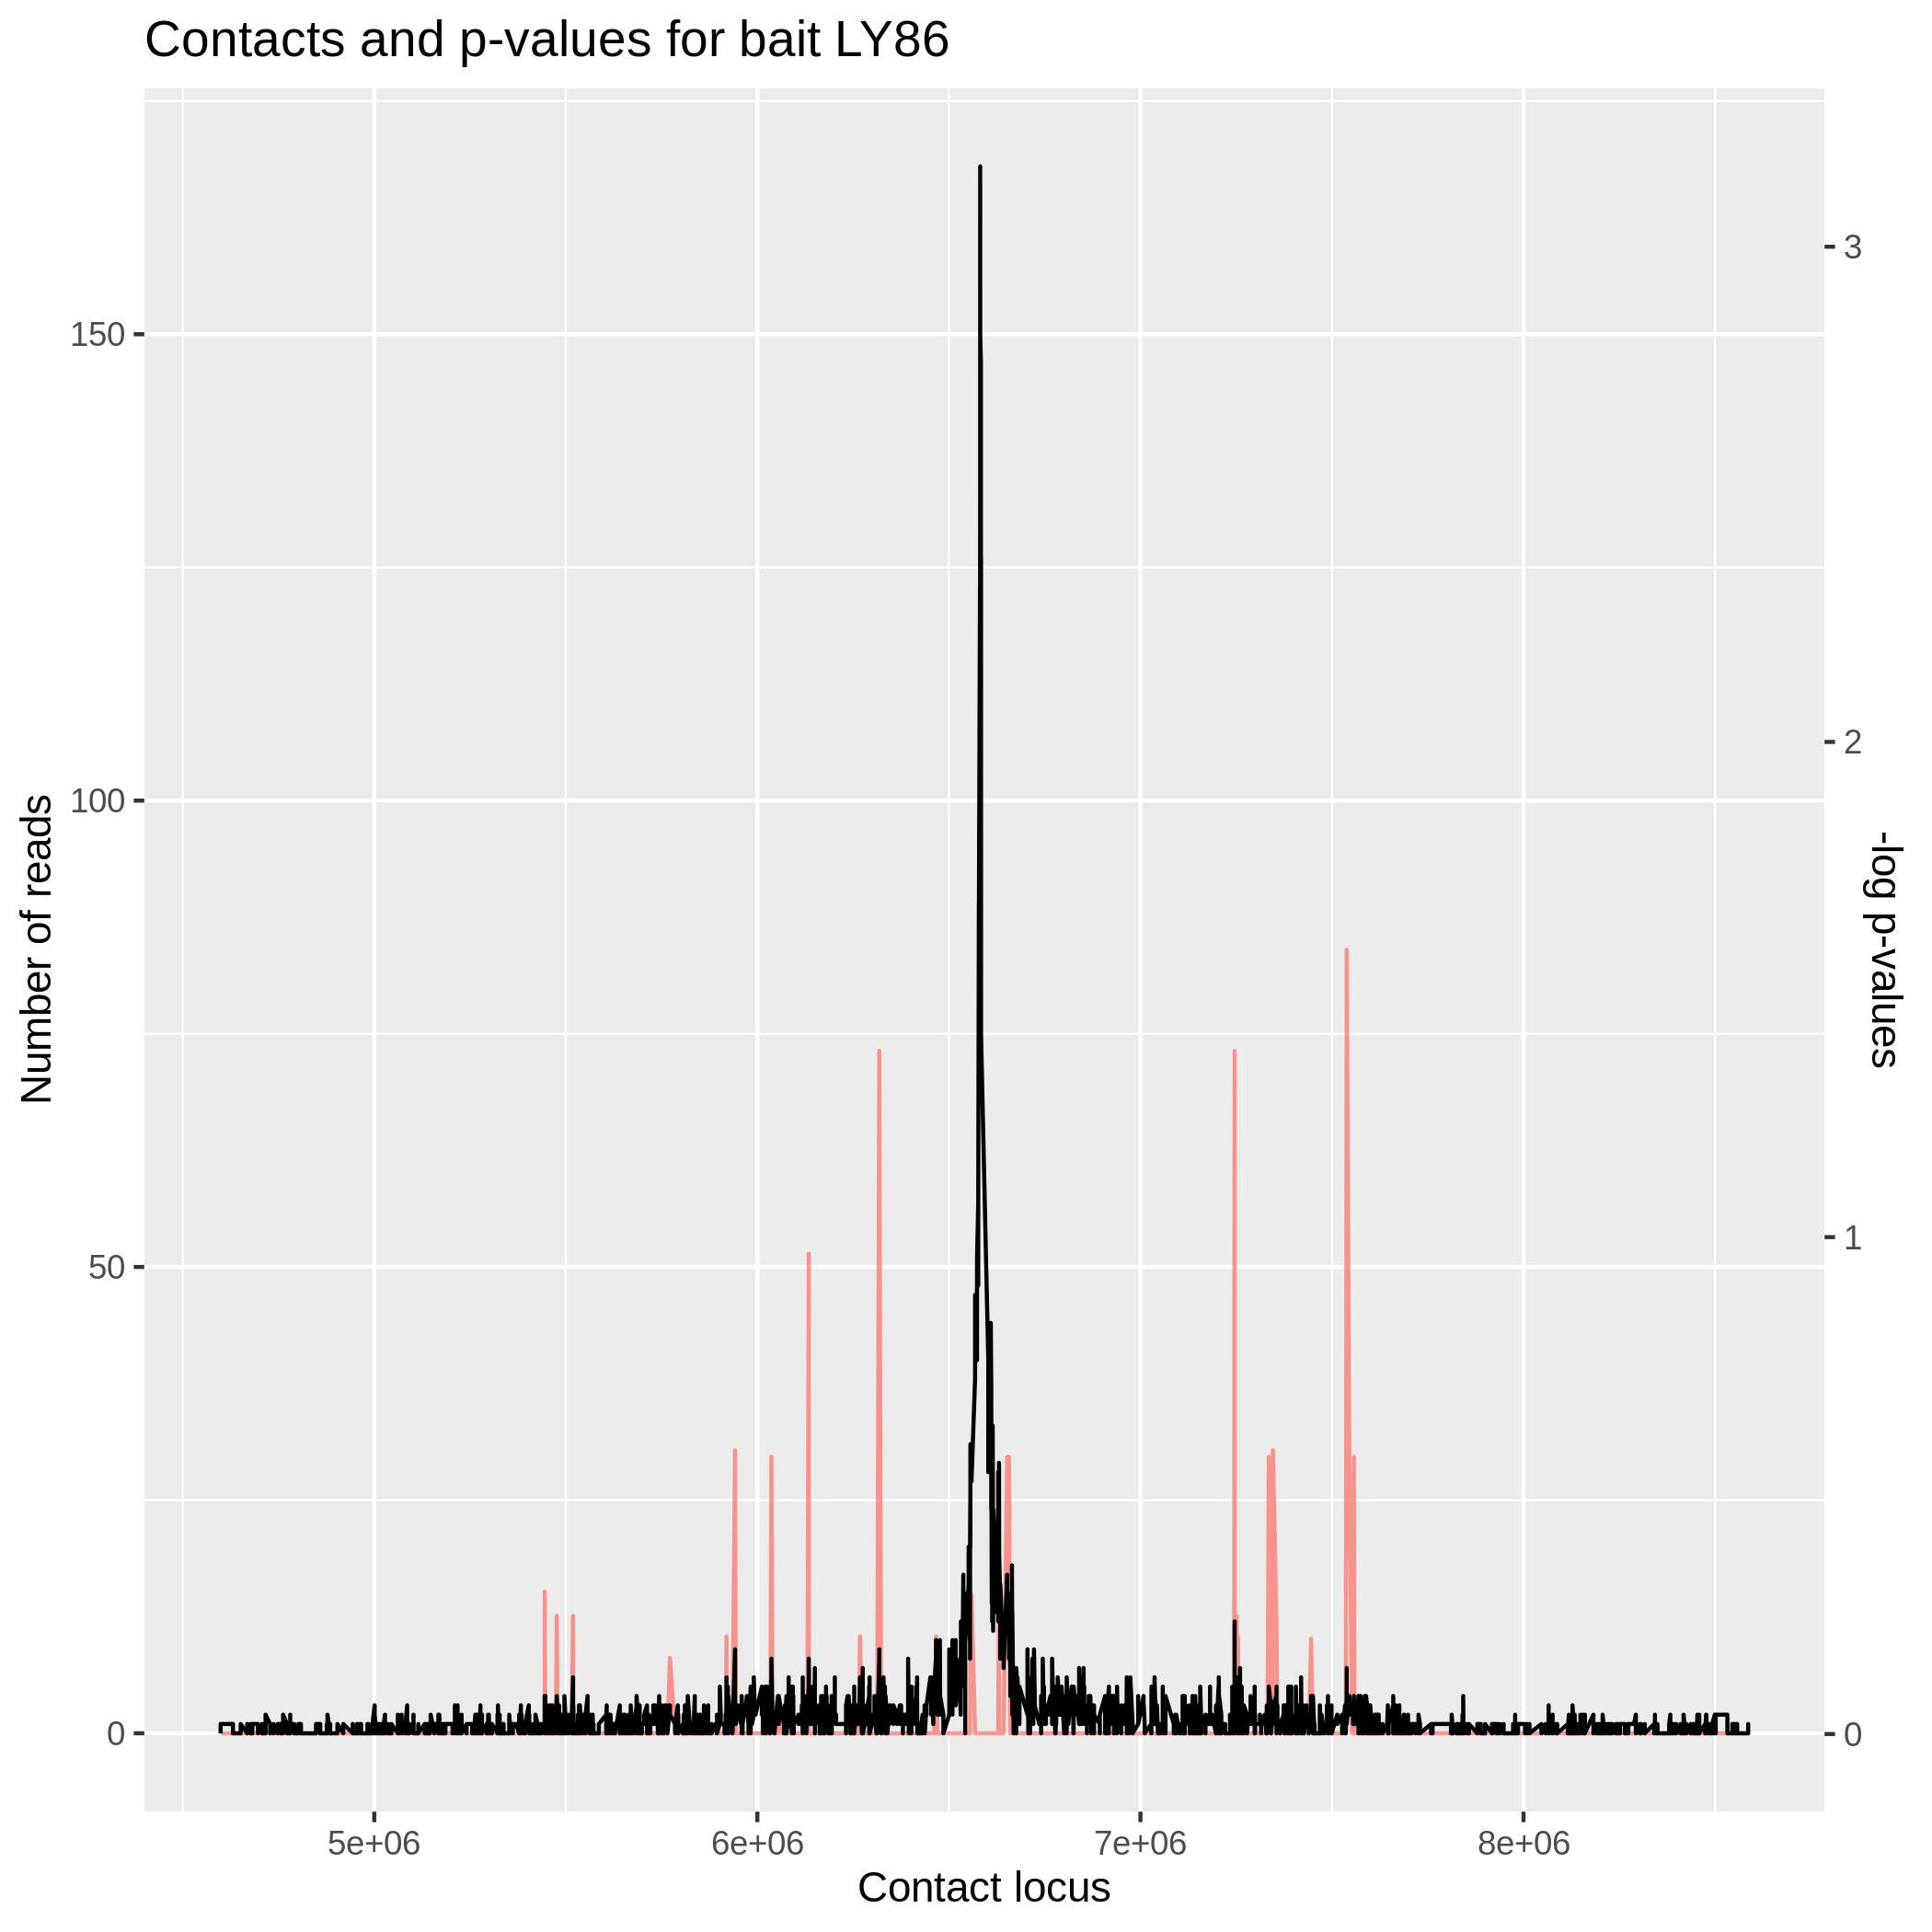 Contacts and p-values for bait LY86
Number of reads
150
100
50
0
3
2
1
0
-log p-values
5e+06
6e+06
7e+06
8e+06
Contact locus